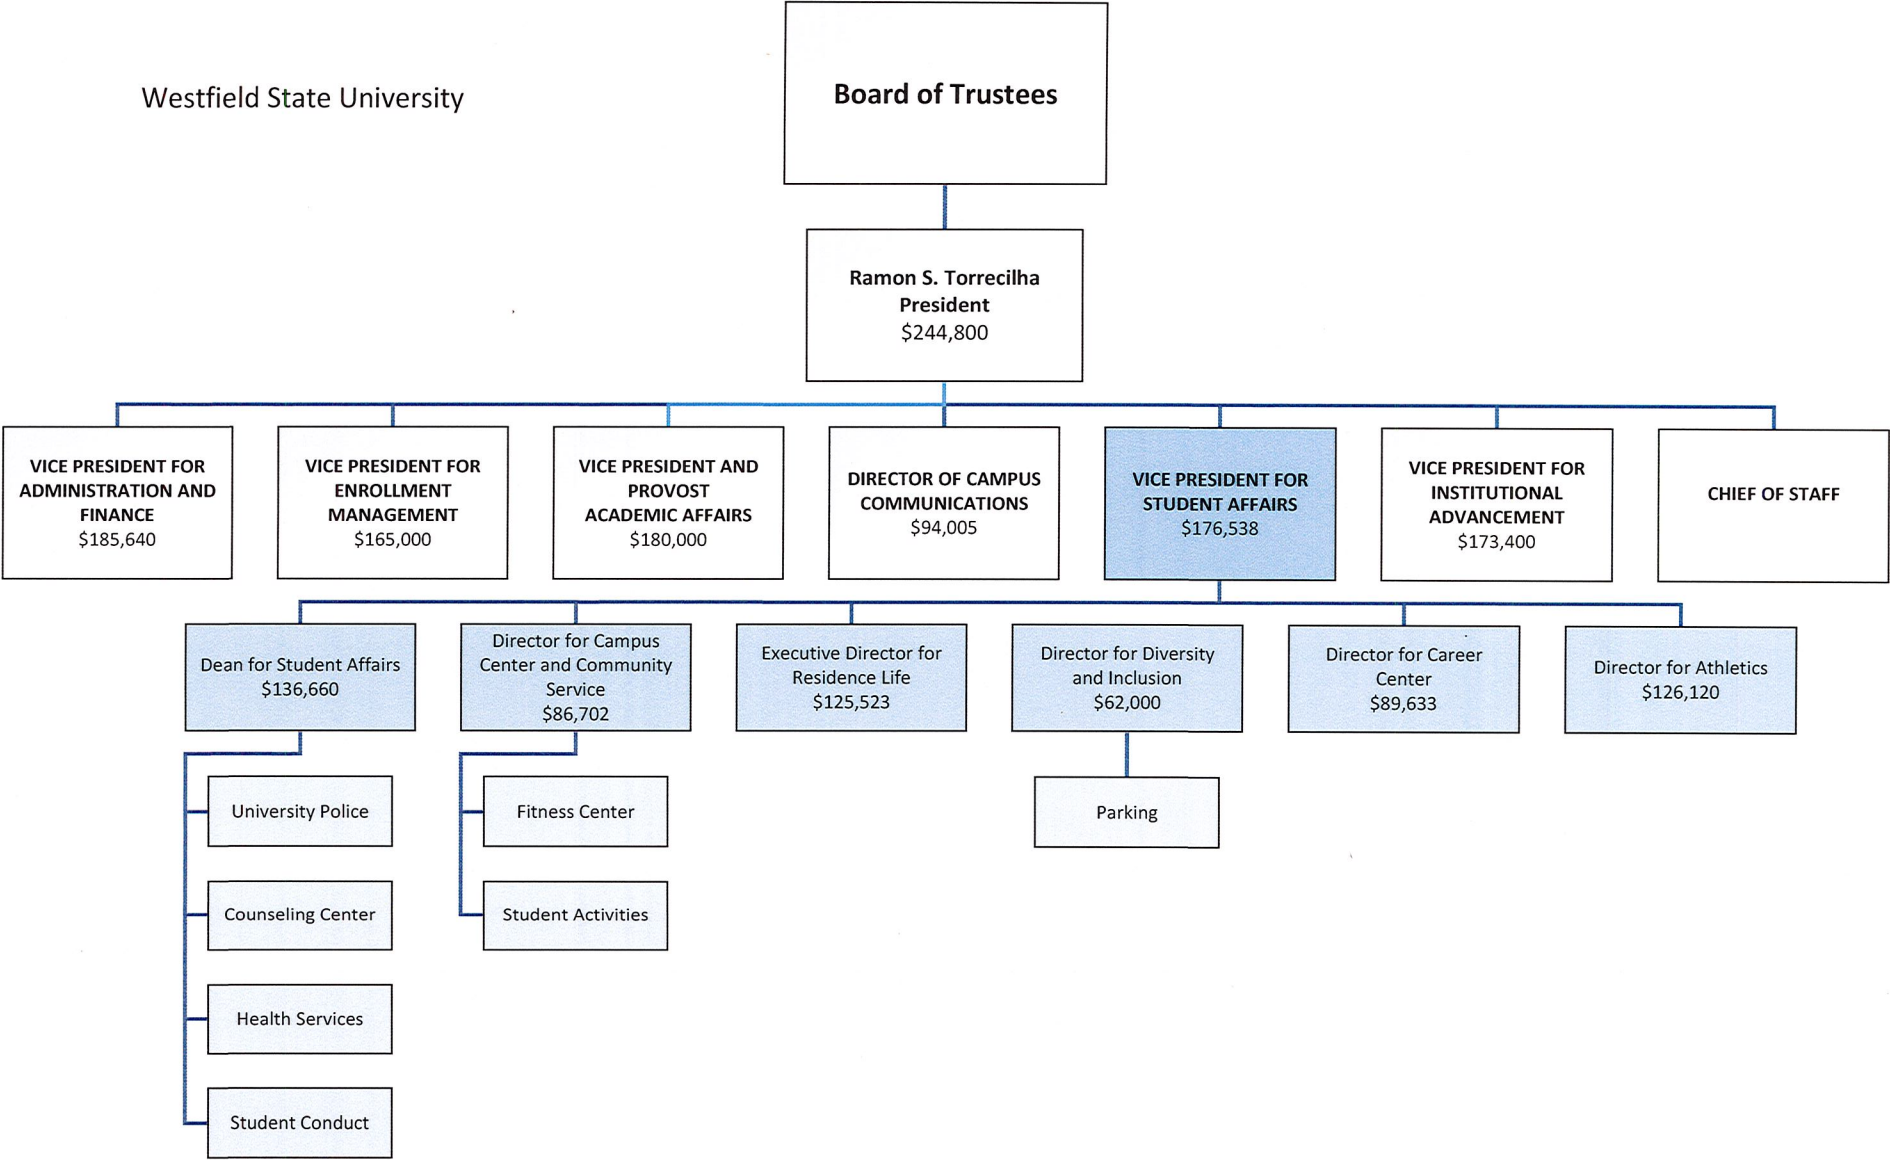 Westfield State University
Board of Trustees
Ramon S. Torrecilha
President
$244,800
VICE PRESIDENT FOR
ADMINISTRATION AND
FINANCE
$185,640
VICE PRESIDENT FOR
ENROLLMENT
MANAGEMENT
$165,000
VICE PRESIDENT AND
PROVOST
ACADEMIC AFFAIRS
$180,000
DIRECTOR OF CAMPUS
COMMUNICATIONS
$94,005
VICE PRESIDENT FOR
STUDENT AFFAIRS
$176,538
VICE PRESIDENT FOR
INSTITUTIONAL
ADVANCEMENT
$173,400
CHIEF OF STAFF
Dean for Student Affairs
$136,660
Director for Campus
Center and Community
Service
$86,702
Executive Director for
Residence Life
$125,523
Director for Diversity
and Inclusion
$62,000
Director for Career
Center
$89,633
Director for Athletics
$126,120
University Police
Counseling Center
Health Services
Student Conduct
Fitness Center
Student Activities
Parking